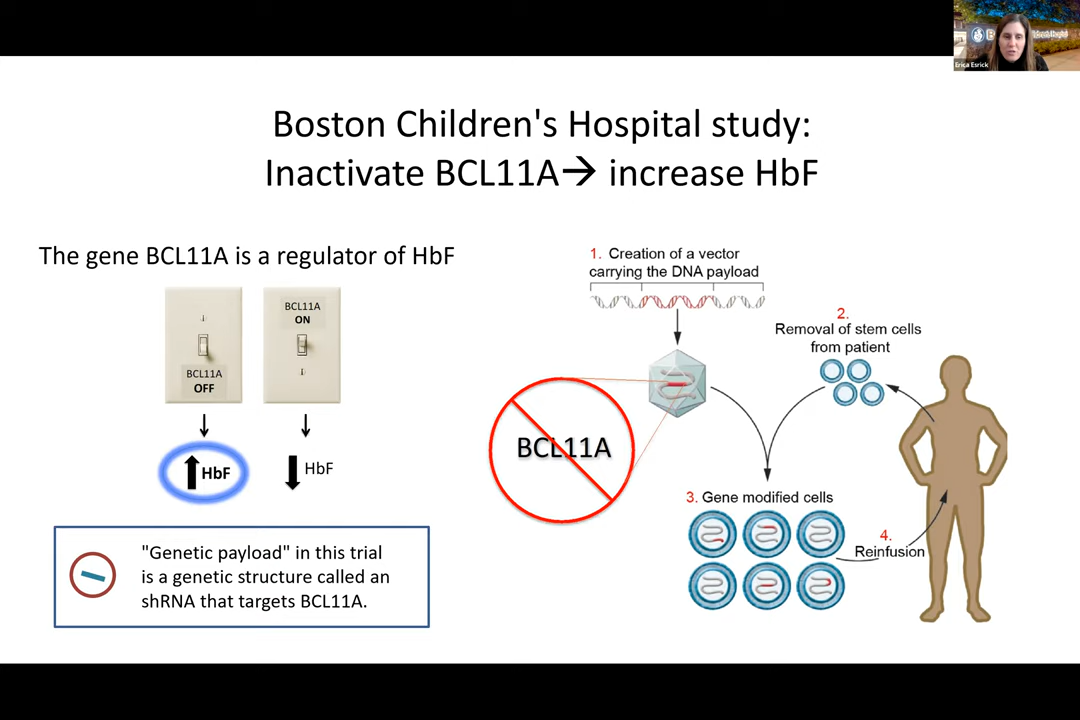 Erica Esrick
Boston Children's Hospital study:
Inactivate BCL11A→ increase HbF
The gene BCL11A is a regulator of HbF
BCL11A
OFF
BCL11A
ON
HbF
HbF
"Genetic payload" in this trial
is a genetic structure called an
shRNA that targets BCL11A.
1. Creation of a vector
carrying the DNA payload
2.
Removal of stem cells
from patient
BCL11A
3. Gene modified cells
4.
Reinfusion